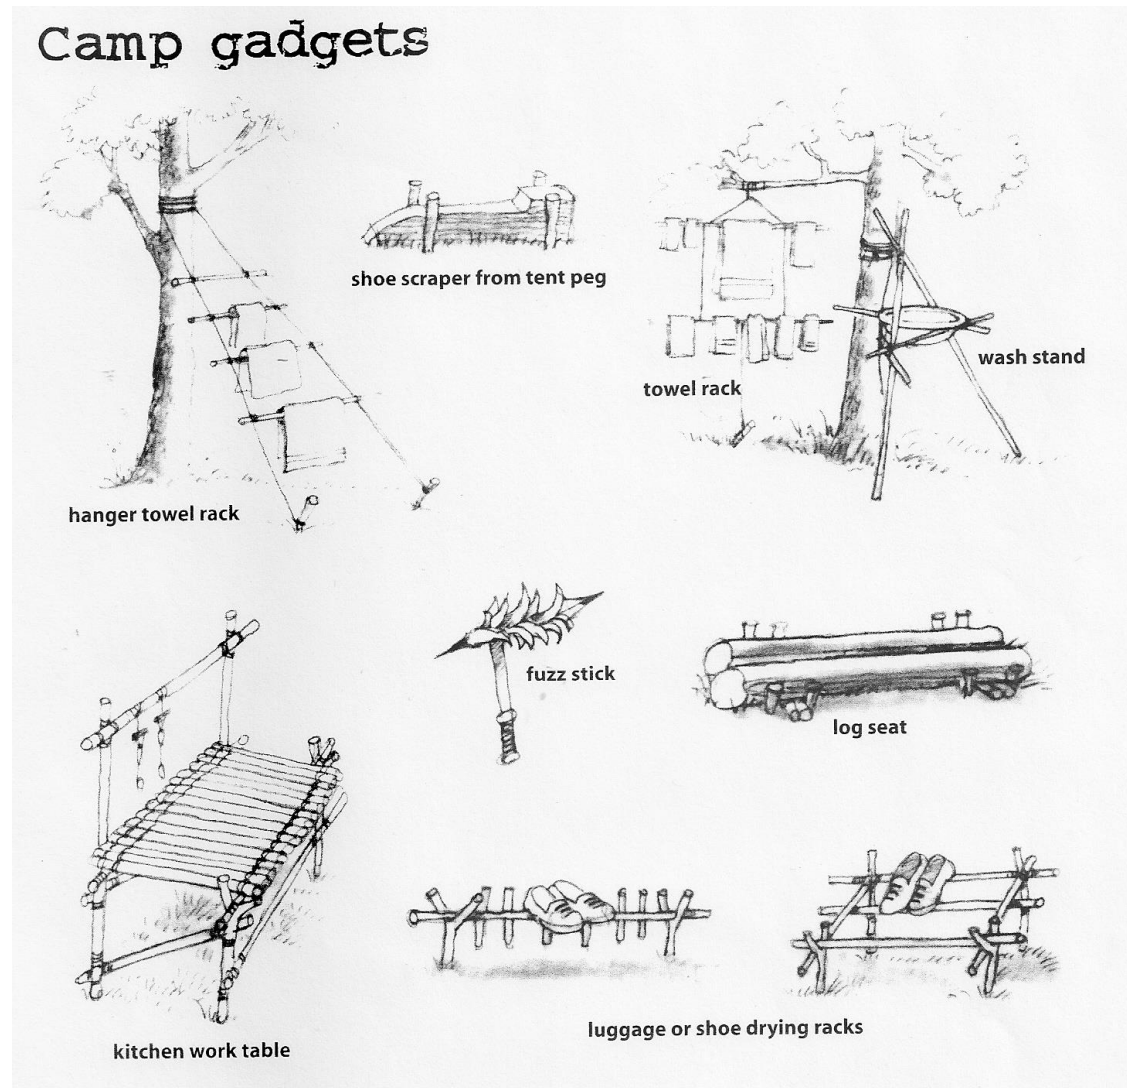 Camp gadgets
shoe scraper from tent peg
wash stand
towel rack
hanger towel rack
fuzz stick
log seat
luggage or shoe drying racks
kitchen work table